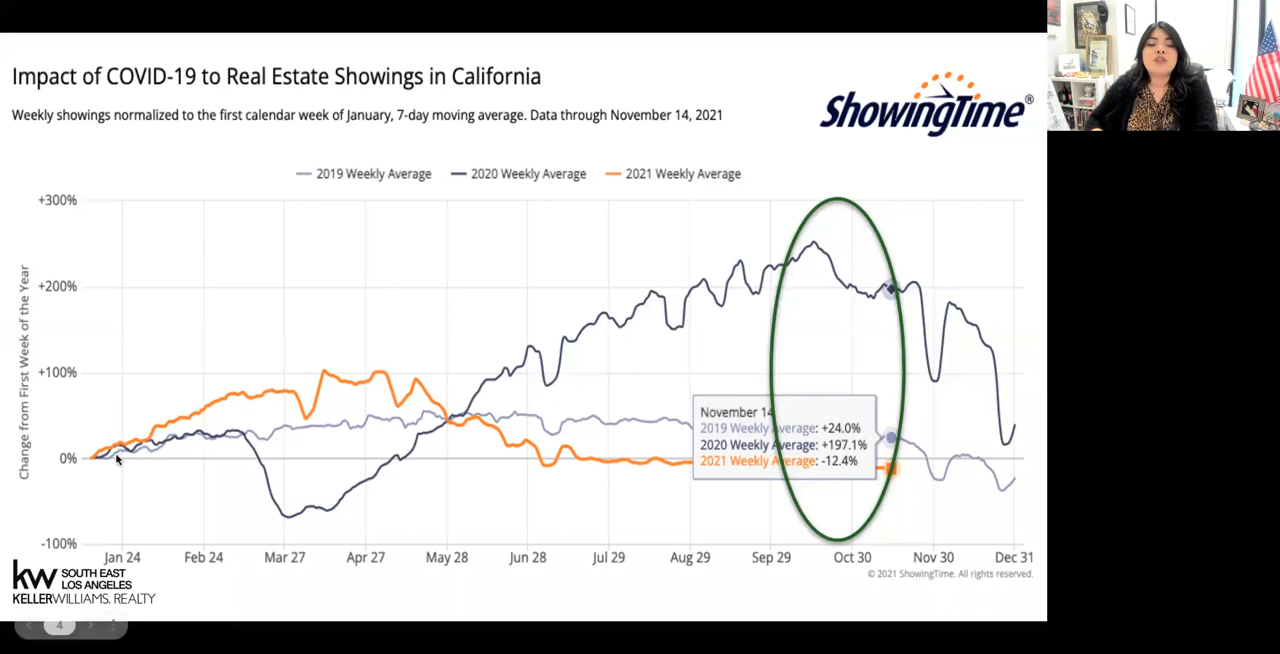 Impact of COVID-19 to Real Estate Showings in California
Weekly showings normalized to the first calendar week of January, 7-day moving average. Data through November 14, 2021
ShowingTime®
2019 Weekly Average
2020 Weekly Average
2021 Weekly Average
Change from First Week of the Year
+300%
+200%
+100%
0%
-100%
November 14
2019 Weekly Average: +24.0%
2020 Weekly Average: +197.1%
2021 Weekly Average: -12.4%
Jan 24 Feb 24 Mar 27 Apr 27 May 28 Jun 28 Jul 29 Aug 29 Sep 29 Oct 30 Nov 30 Dec 31
© 2021 ShowingTime. All rights reserved.
kw SOUTH EAST
LOS ANGELES
KELLERWILLIAMS. REALTY
4